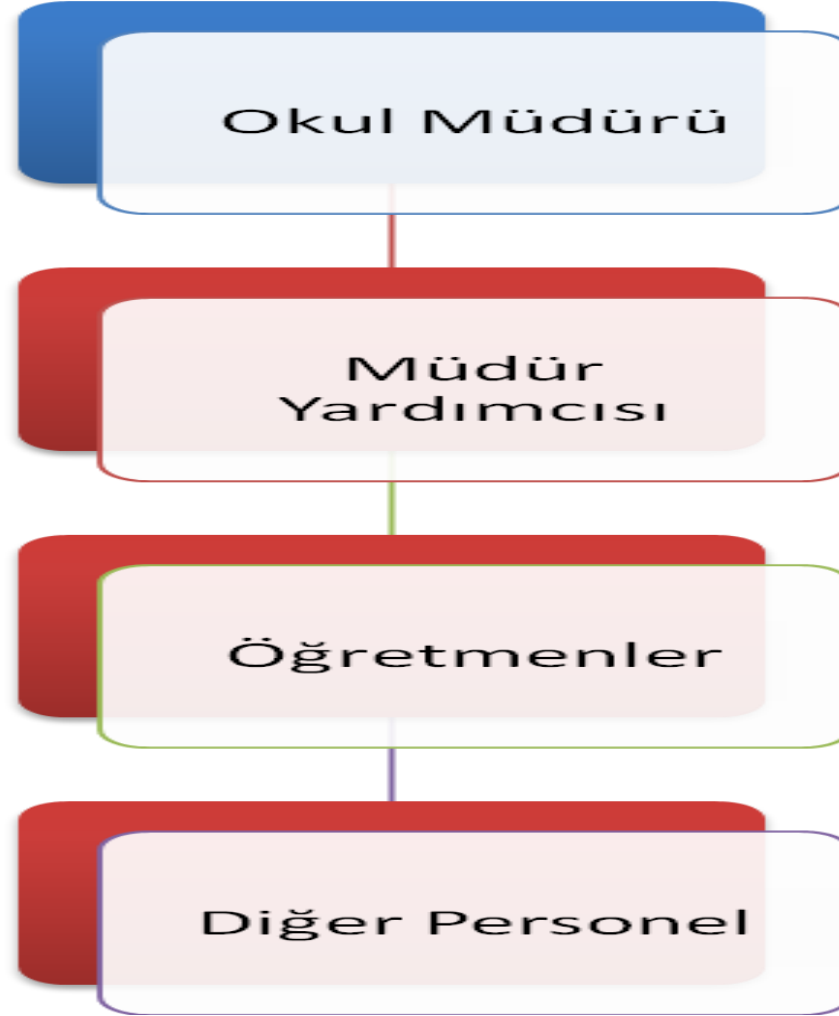 Okul Müdürü
Müdür
Yardımcısı
Öğretmenler
Diğer Personel